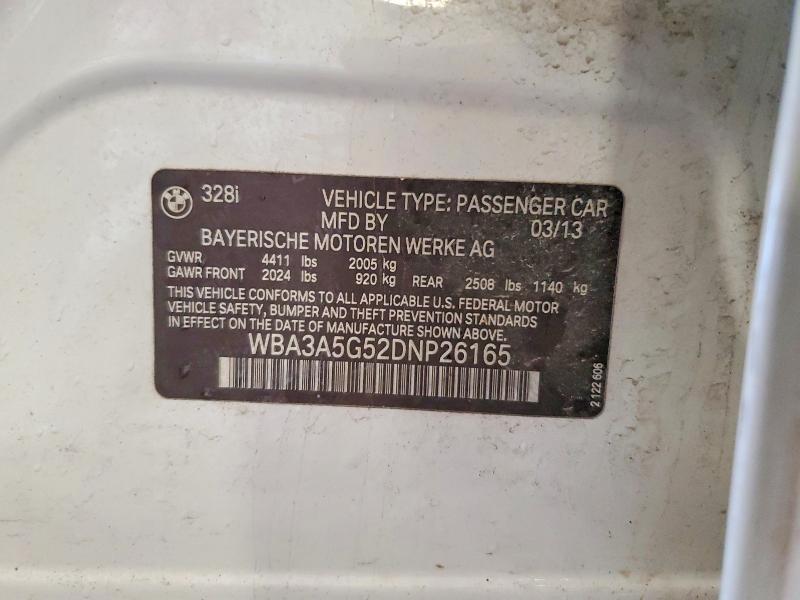 BMW
328i VEHICLE TYPE: PASSENGER CAR
MFD BY 03/13
BAYERISCHE MOTOREN WERKE AG
GVWR 4411 lbs 2005 kg
GAWR FRONT 2024 lbs 920 kg REAR 2508 lbs 1140 kg
THIS VEHICLE CONFORMS TO ALL APPLICABLE U.S. FEDERAL MOTOR
VEHICLE SAFETY, BUMPER AND THEFT PREVENTION STANDARDS
IN EFFECT ON THE DATE OF MANUFACTURE SHOWN ABOVE.
WBA3A5G52DNP26165
2 122 606